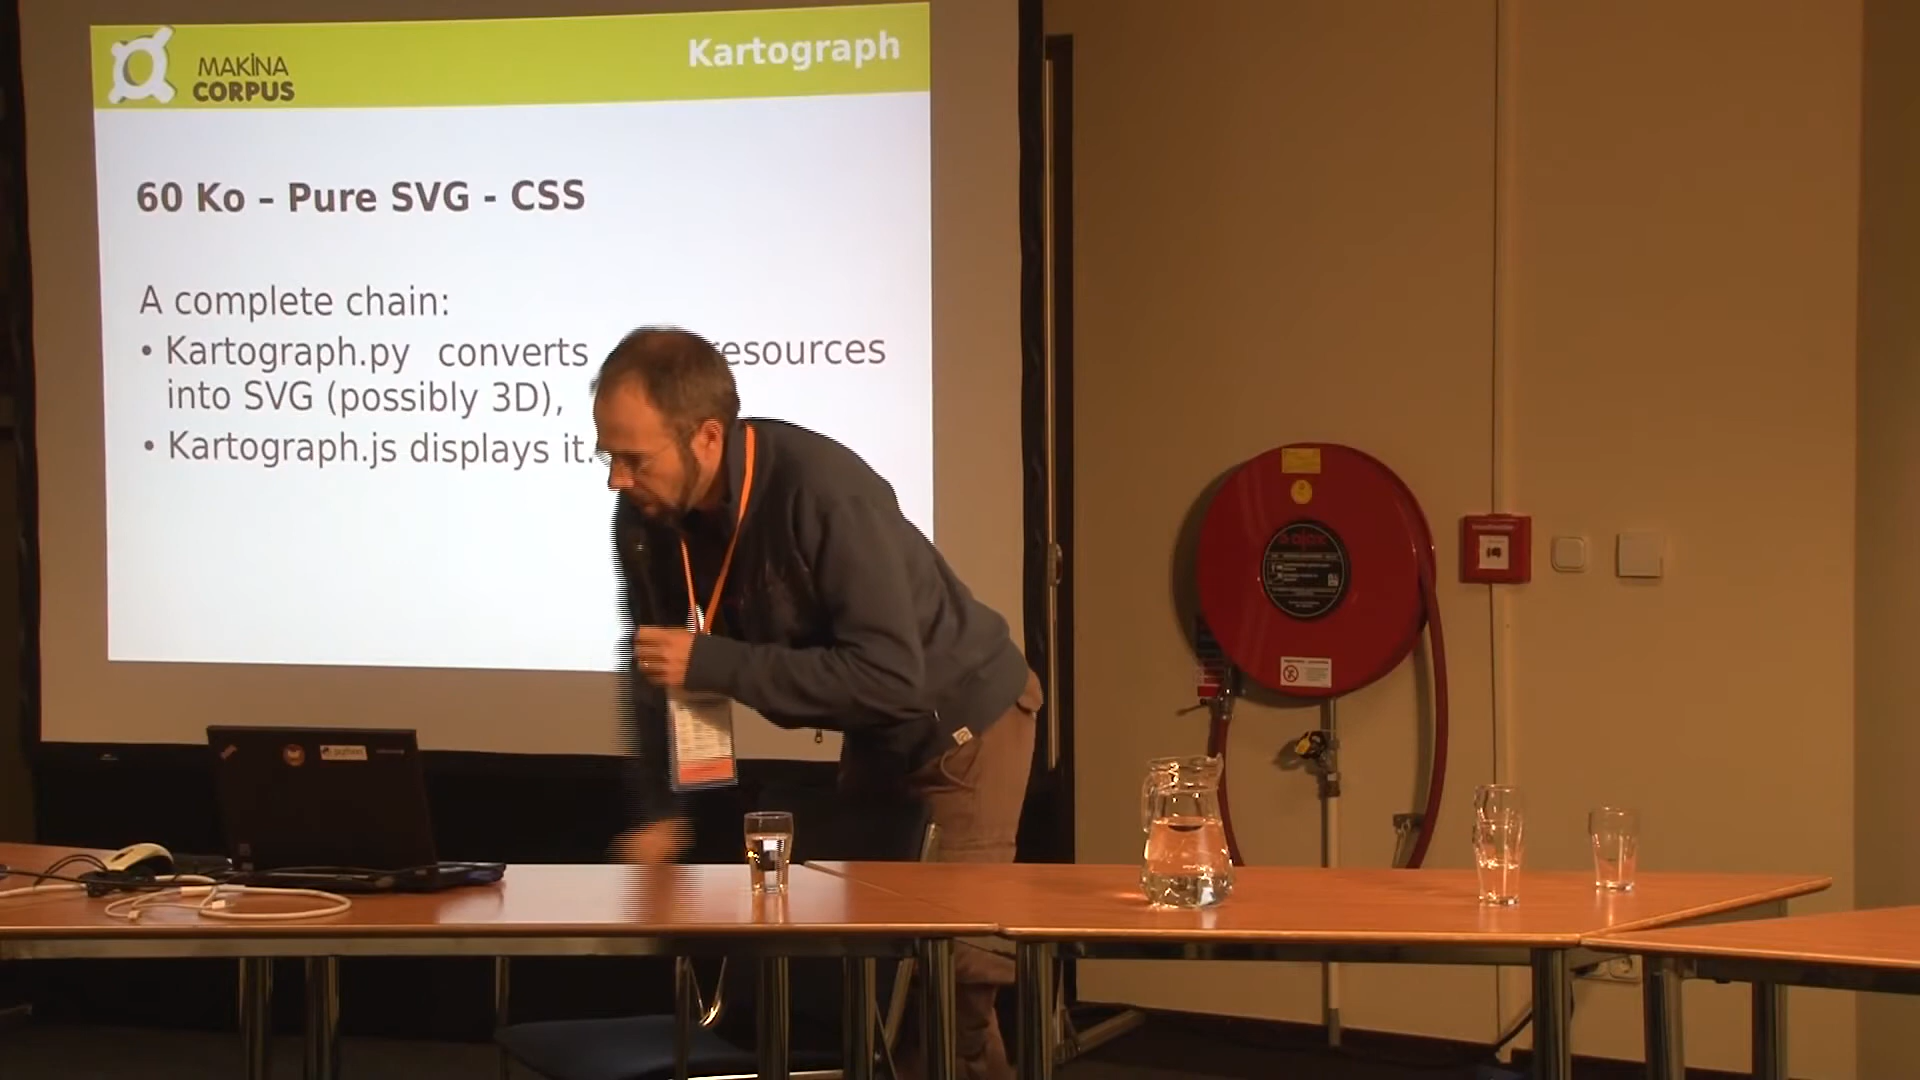 MAKINA
CORPUS
Kartograph
60 Ko – Pure SVG - CSS
A complete chain:
• Kartograph.py converts resources
into SVG (possibly 3D),
• Kartograph.js displays it.